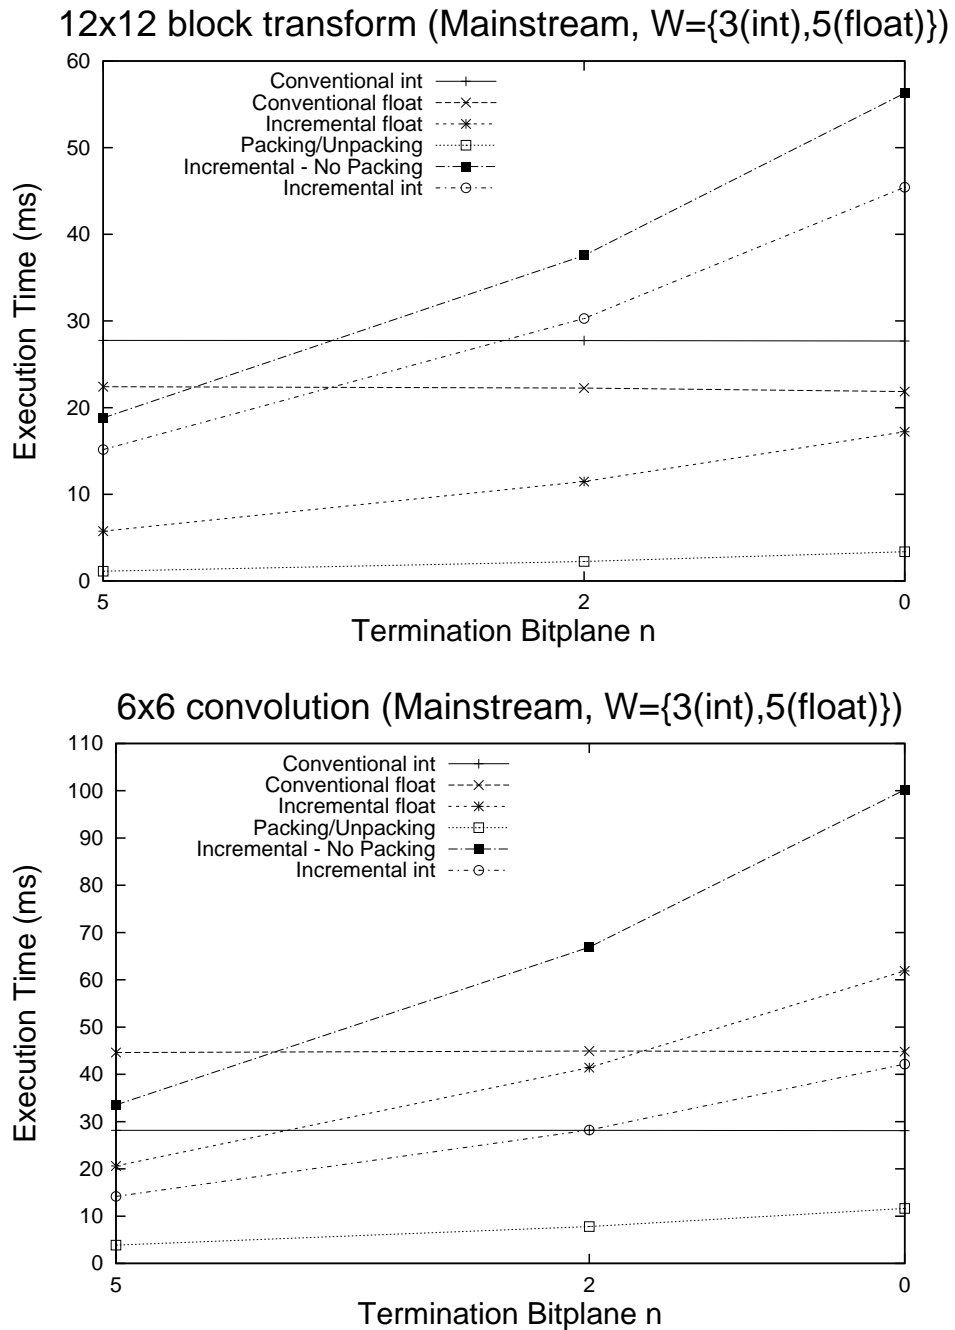 12x12 block transform (Mainstream, W={3(int),5(float)})
60
50
40
30
20
10
0
Execution Time (ms)
Conventional int
Conventional float
Incremental float
Packing/Unpacking
Incremental - No Packing
Incremental int
5 2 0
Termination Bitplane n
6x6 convolution (Mainstream, W={3(int),5(float)})
110
100
90
80
70
60
50
40
30
20
10
0
Execution Time (ms)
Conventional int
Conventional float
Incremental float
Packing/Unpacking
Incremental - No Packing
Incremental int
5 2 0
Termination Bitplane n